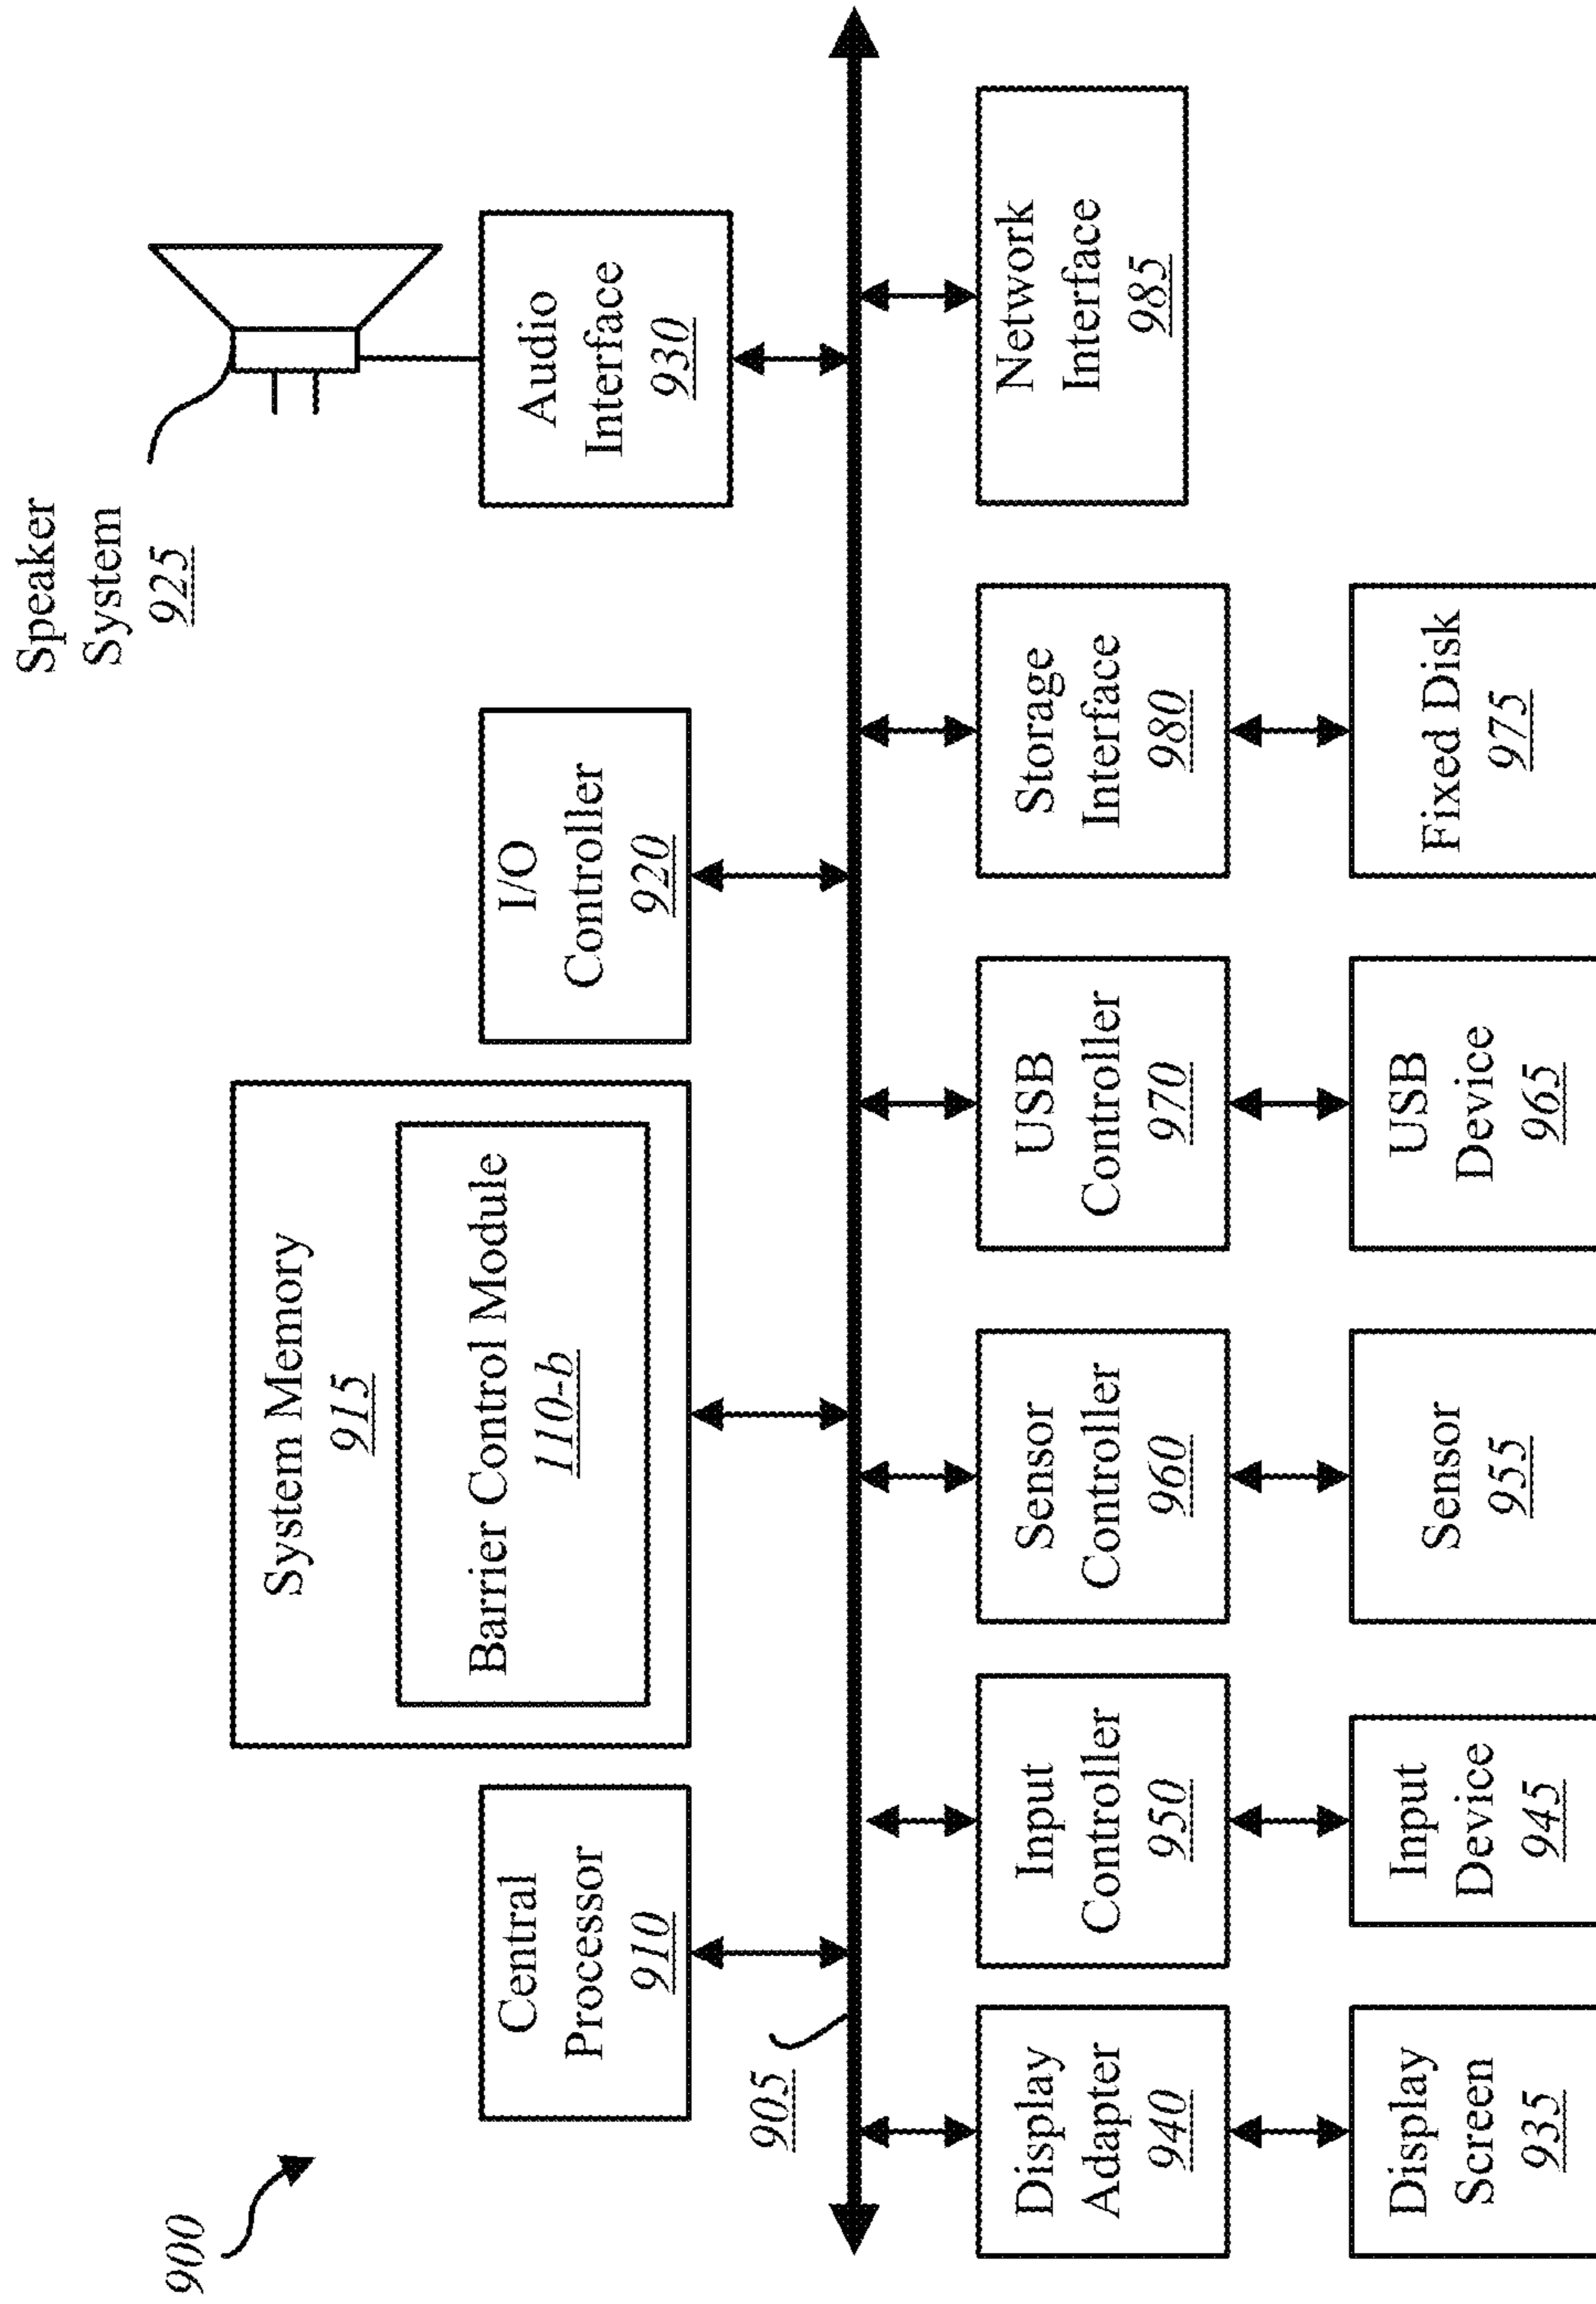 900
Speaker
System
925
Central
Processor
910
System Memory
915
Barrier Control Module
110-b
I/O
Controller
920
Audio
Interface
930
905
Display
Adapter
940
Input
Controller
950
Sensor
Controller
960
USB
Controller
970
Storage
Interface
980
Network
Interface
985
Display
Screen
935
Input
Device
945
Sensor
955
USB
Device
965
Fixed Disk
975